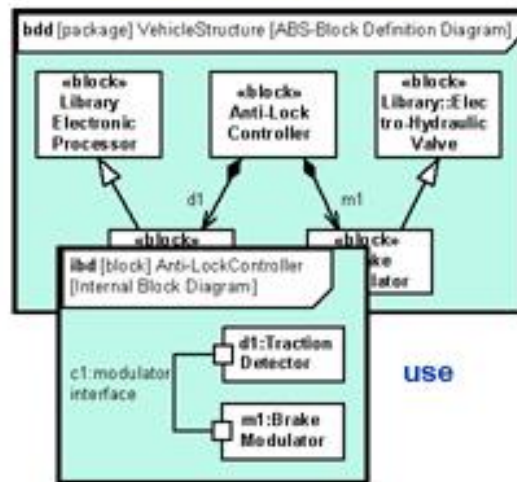 bdd [package] VehicleStructure [ABS-Block Definition Diagram]
«block»
Library
Electronic
Processor
«block»
Anti-Lock
Controller
«block»
Library::Elec
tro-Hydraulic
Valve
d1
m1
«block»
«block»
ibd [block] Anti-LockController
[Internal Block Diagram]
c1:modulator
interface
d1:Traction
Detector
m1:Brake
Modulator
use